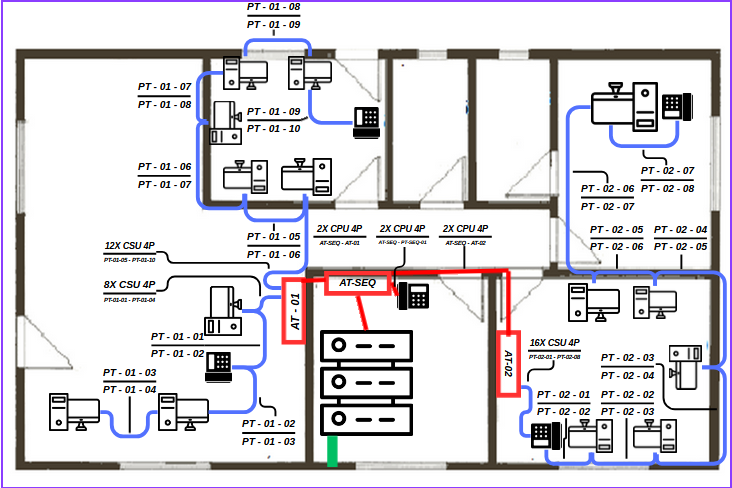 PT - 01 - 08
PT - 01 - 09
PT - 01 - 07
PT - 01 - 08
PT - 01 - 09
PT - 01 - 10
PT - 01 - 06
PT - 01 - 07
PT - 02 - 07
PT - 02 - 08
PT - 02 - 06
PT - 02 - 07
PT - 01 - 05
PT - 01 - 06
2X CPU 4P
AT-SEQ - AT-01
2X CPU 4P
AT-SEQ - PT-SEQ-01
2X CPU 4P
AT-SEQ - AT-02
PT - 02 - 05
PT - 02 - 06
PT - 02 - 04
PT - 02 - 05
12X CSU 4P
PT-01-05 - PT-01-10
8X CSU 4P
PT-01-01 - PT-01-04
AT - 01
AT-SEQ
AT-02
PT - 01 - 01
PT - 01 - 02
16X CSU 4P
PT-02-01 - PT-02-08
PT - 02 - 03
PT - 02 - 04
PT - 01 - 03
PT - 01 - 04
PT - 02 - 01
PT - 02 - 02
PT - 02 - 02
PT - 02 - 03
PT - 01 - 02
PT - 01 - 03